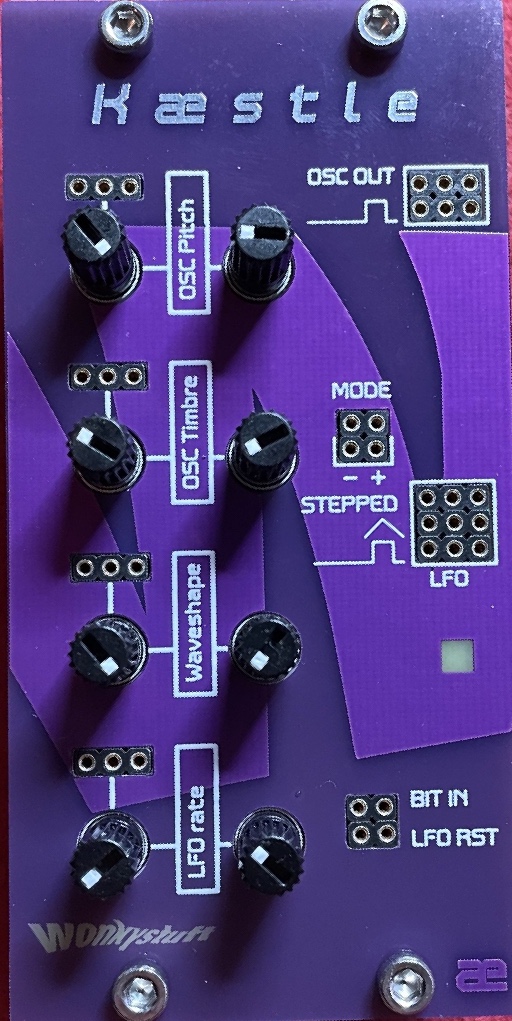 Kæstle
OSC OUT
OSC Pitch
OSC Timbre
MODE
- +
STEPPED
LFO
Waveshape
LFO rate
BIT IN
LFO RST
Wonkystuff
æ